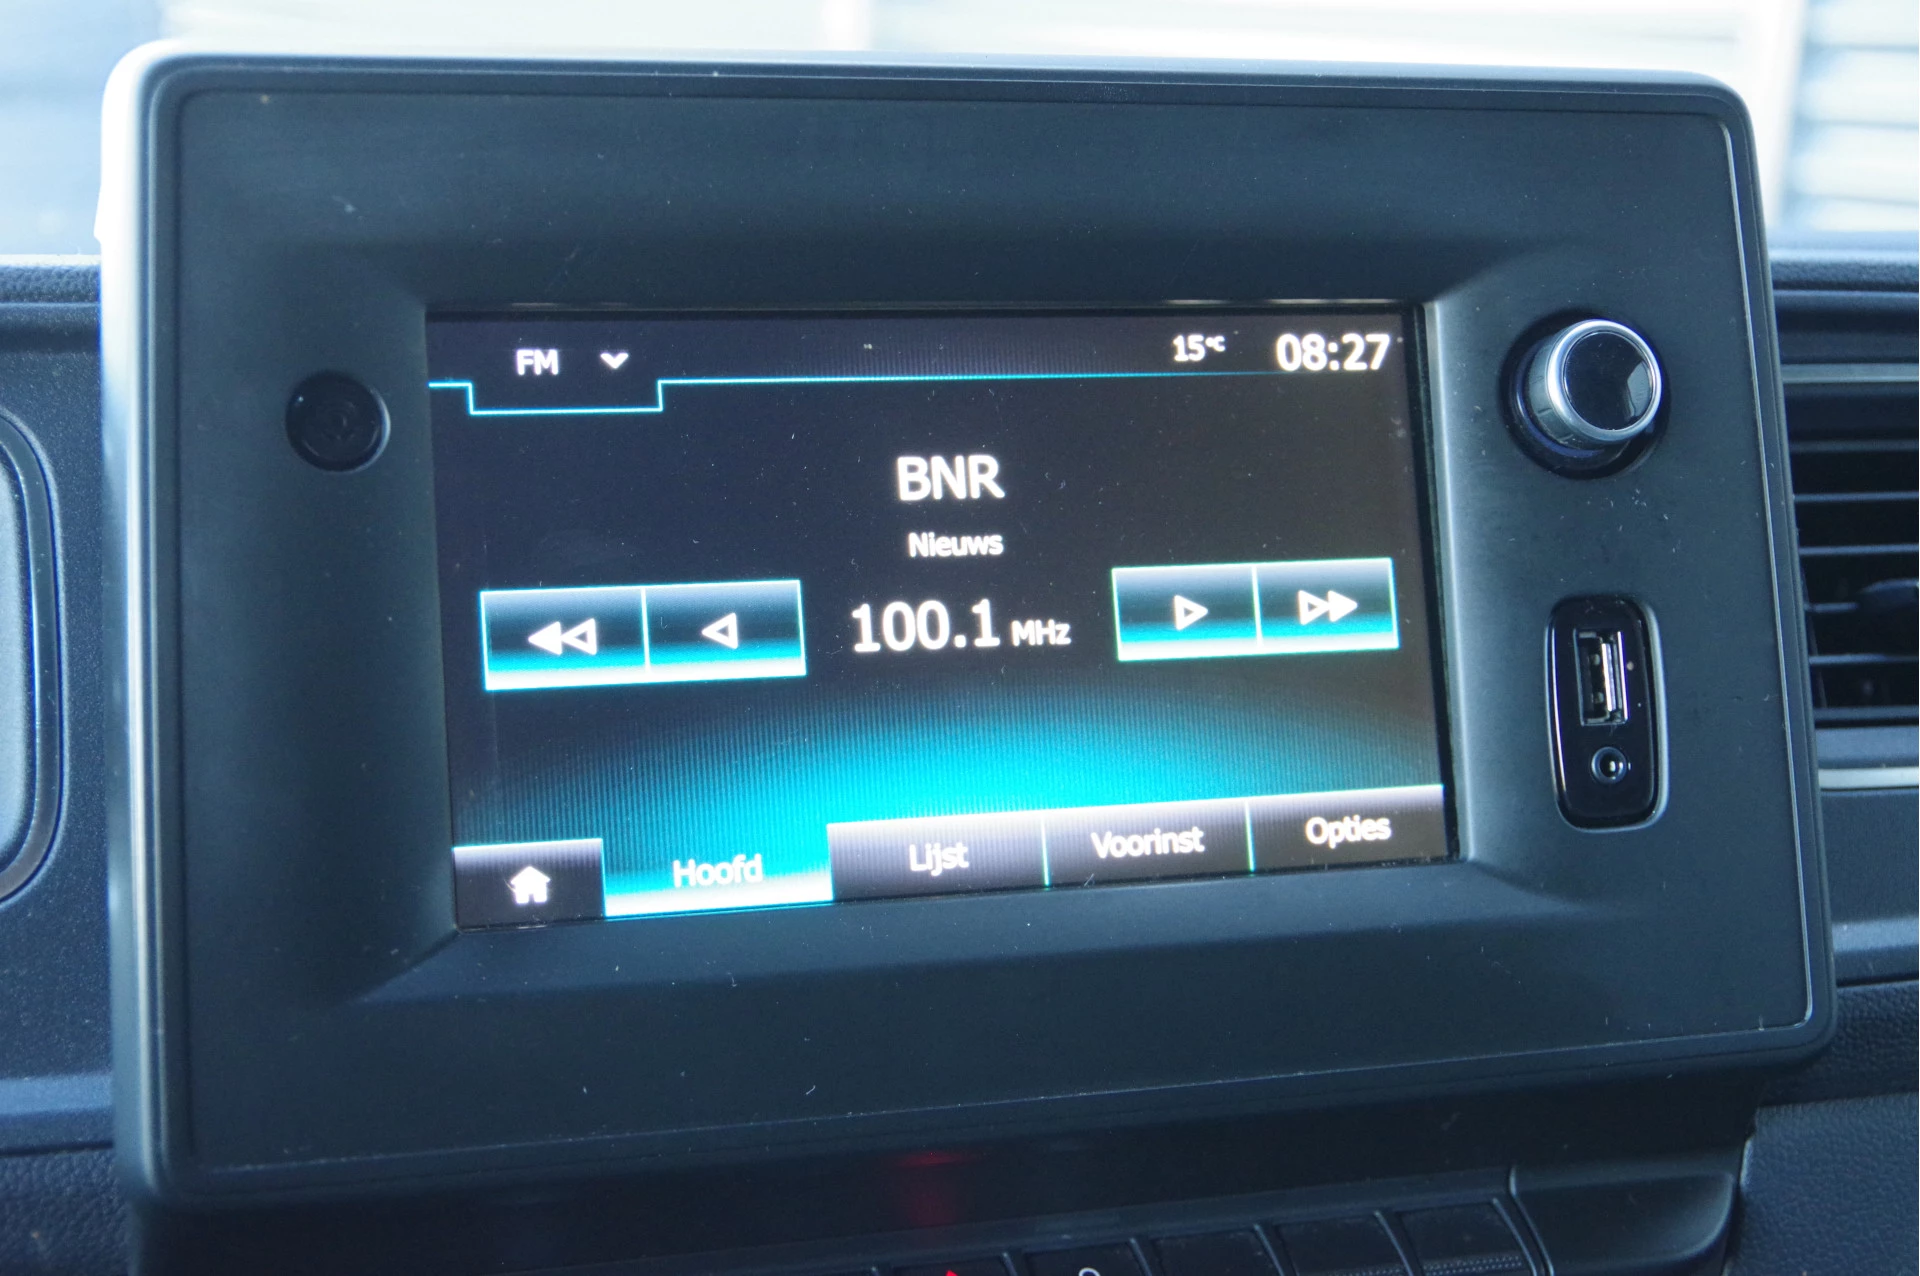 FM 15°C 08:27
BNR
Nieuws
100.1 MHz
Hoofd Lijst Voorinst Opties